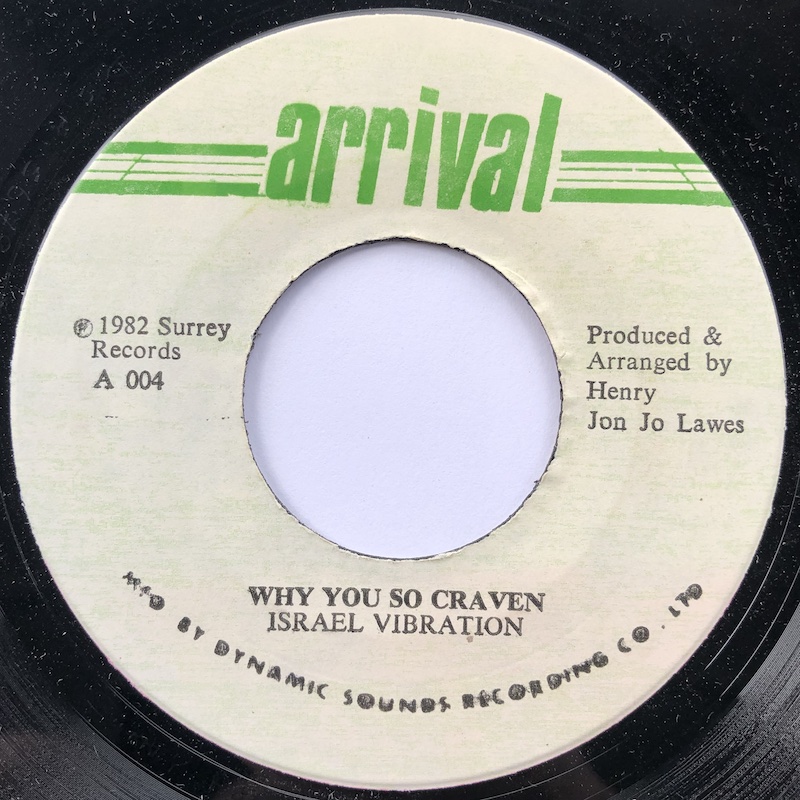 arrival
℗ 1982 Surrey
Records
A 004
Produced &
Arranged by
Henry
Jon Jo Lawes
WHY YOU SO CRAVEN
ISRAEL VIBRATION
MFD BY DYNAMIC SOUNDS RECORDING CO. LTD